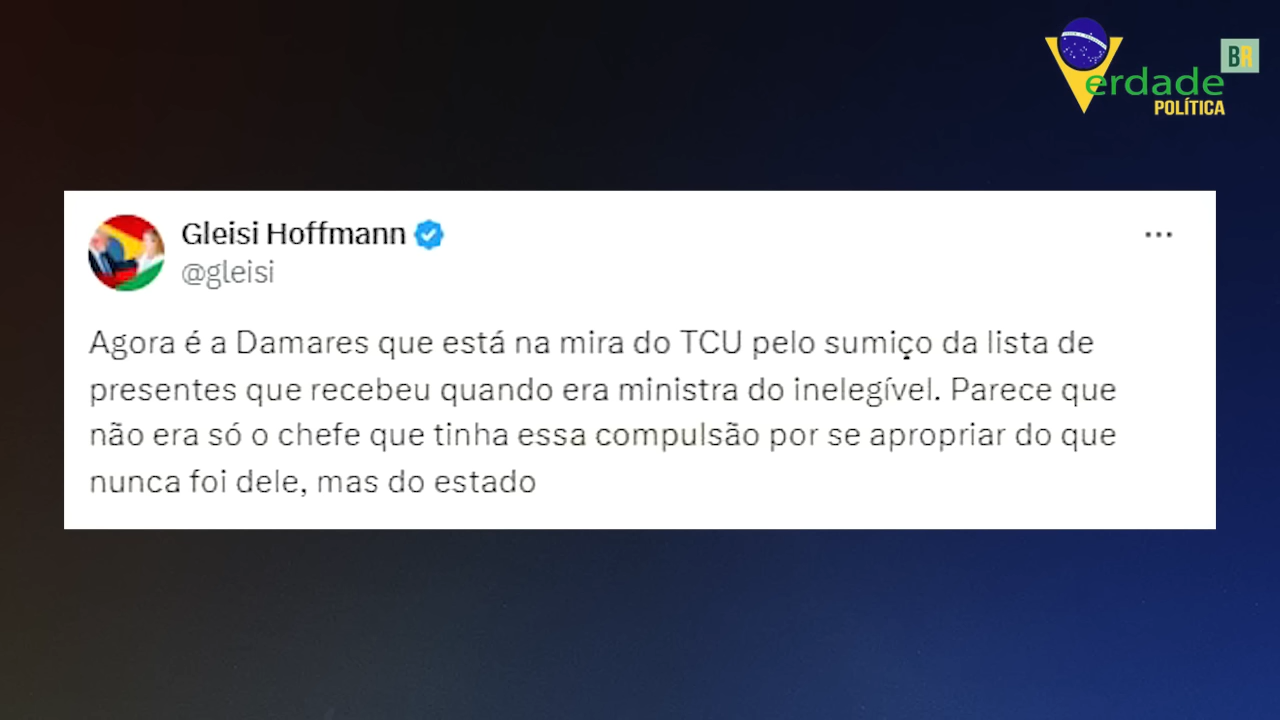 erdade BR
POLÍTICA
Gleisi Hoffmann
@gleisi
Agora é a Damares que está na mira do TCU pelo sumiço da lista de
presentes que recebeu quando era ministra do inelegível. Parece que
não era só o chefe que tinha essa compulsão por se apropriar do que
nunca foi dele, mas do estado